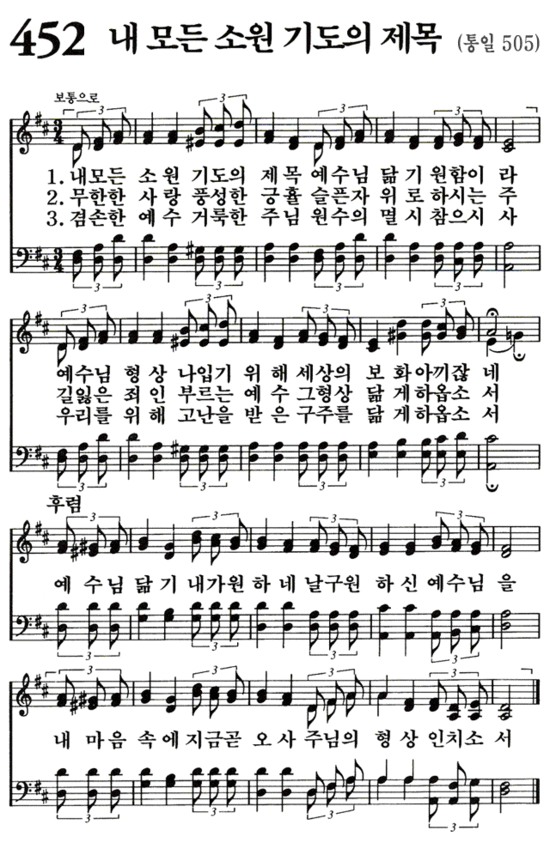 452 내 모든 소원 기도의 제목 (통일 505)
보통으로
1. 내모든 소원 기도의 제목 예수님 닮기 원함이 라
2. 무한한 사랑 풍성한 긍휼 슬픈자 위로하시는 주
3. 겸손한 예수 거룩한 주님 원수의 멸시 참으시 사
예수님 형상 나입기 위해 세상의 보화아끼잖 네
길잃은 죄인 부르는 예수 그형상 닮게하옵소 서
우리를 위해 고난을 받은 구주를 닮게하옵소 서
후렴
예 수님 닮기 내가원 하네 날구원 하신 예수님 을
내 마음 속에 지금곧 오사 주님의 형상 인치소 서